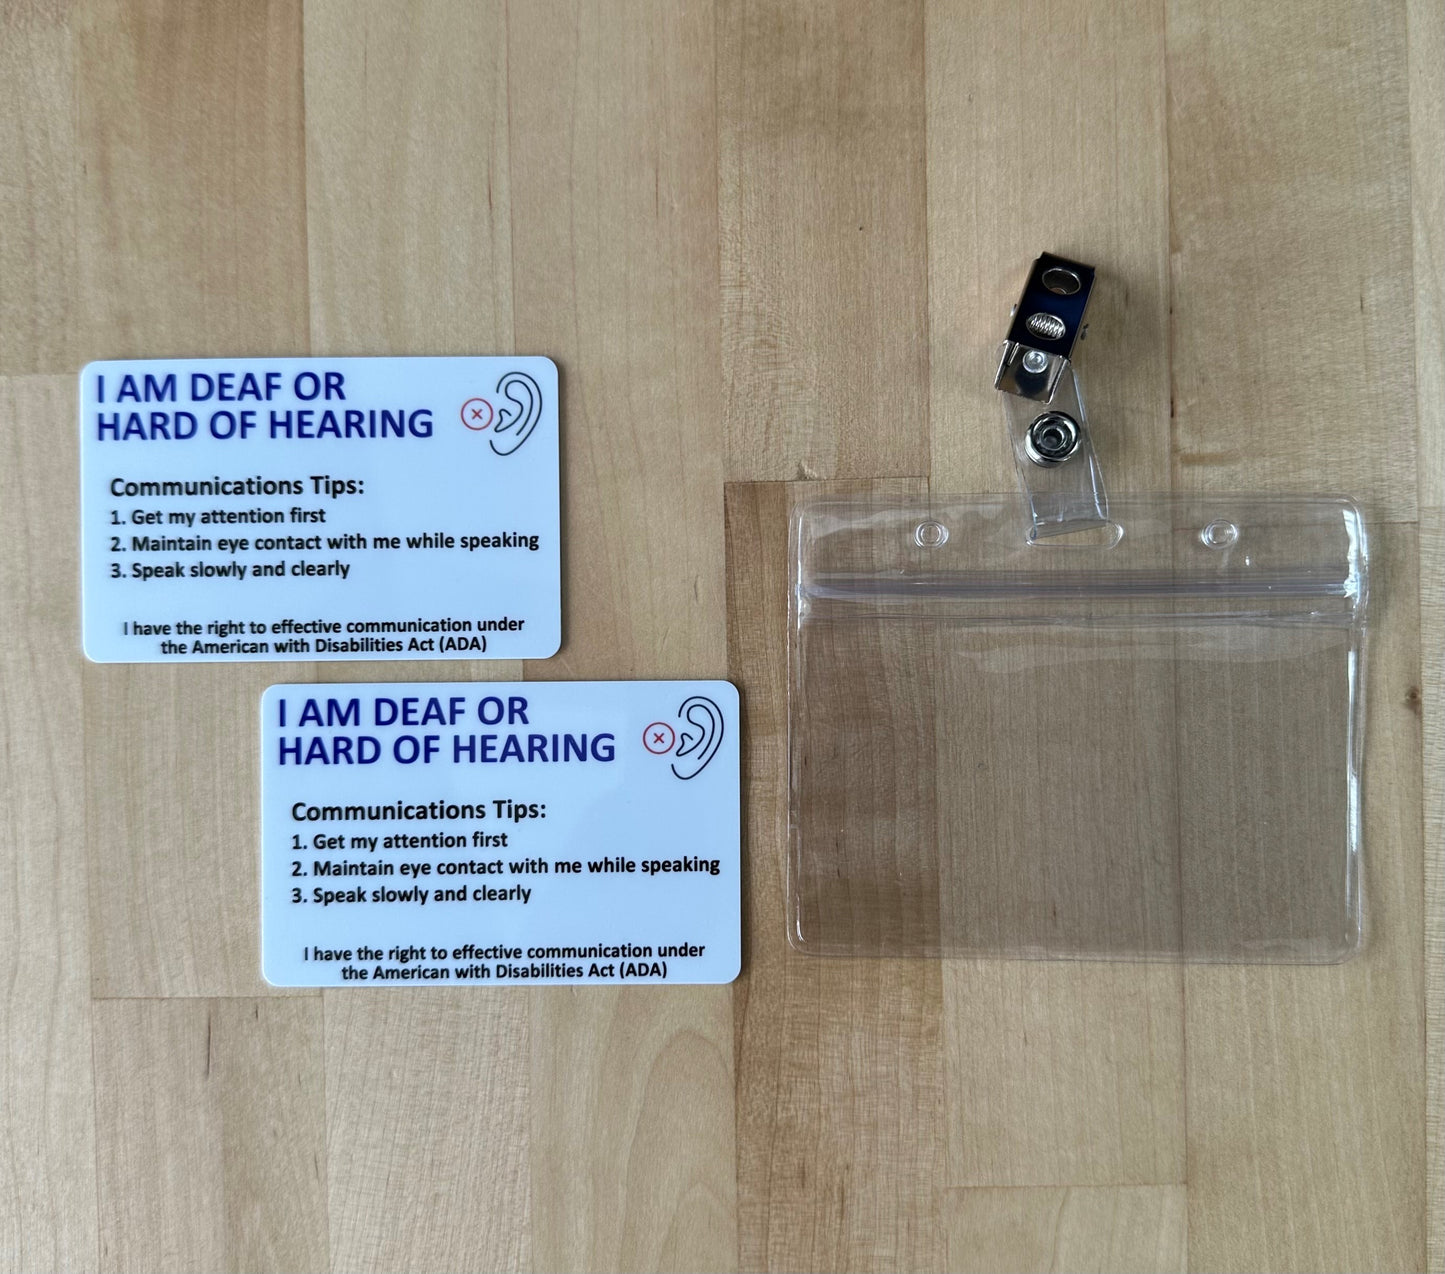 I AM DEAF OR
HARD OF HEARING
Communications Tips:
1. Get my attention first
2. Maintain eye contact with me while speaking
3. Speak slowly and clearly
I have the right to effective communication under
the American with Disabilities Act (ADA)
I AM DEAF OR
HARD OF HEARING
Communications Tips:
1. Get my attention first
2. Maintain eye contact with me while speaking
3. Speak slowly and clearly
I have the right to effective communication under
the American with Disabilities Act (ADA)